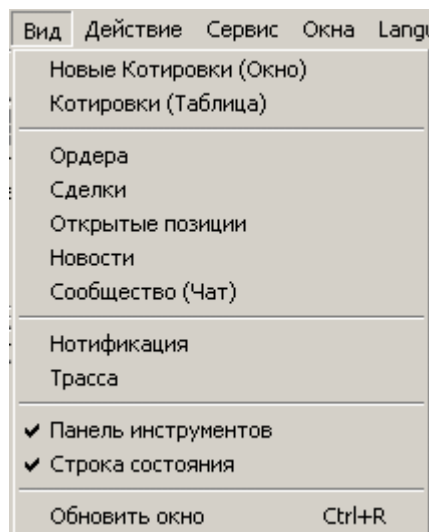 Вид Действие Сервис Окна
Новые Котировки (Окно)
Котировки (Таблица)
Ордера
Сделки
Открытые позиции
Новости
Сообщество (Чат)
Нотификация
Трасса
Панель инструментов
Строка состояния
Обновить окно Ctrl+R